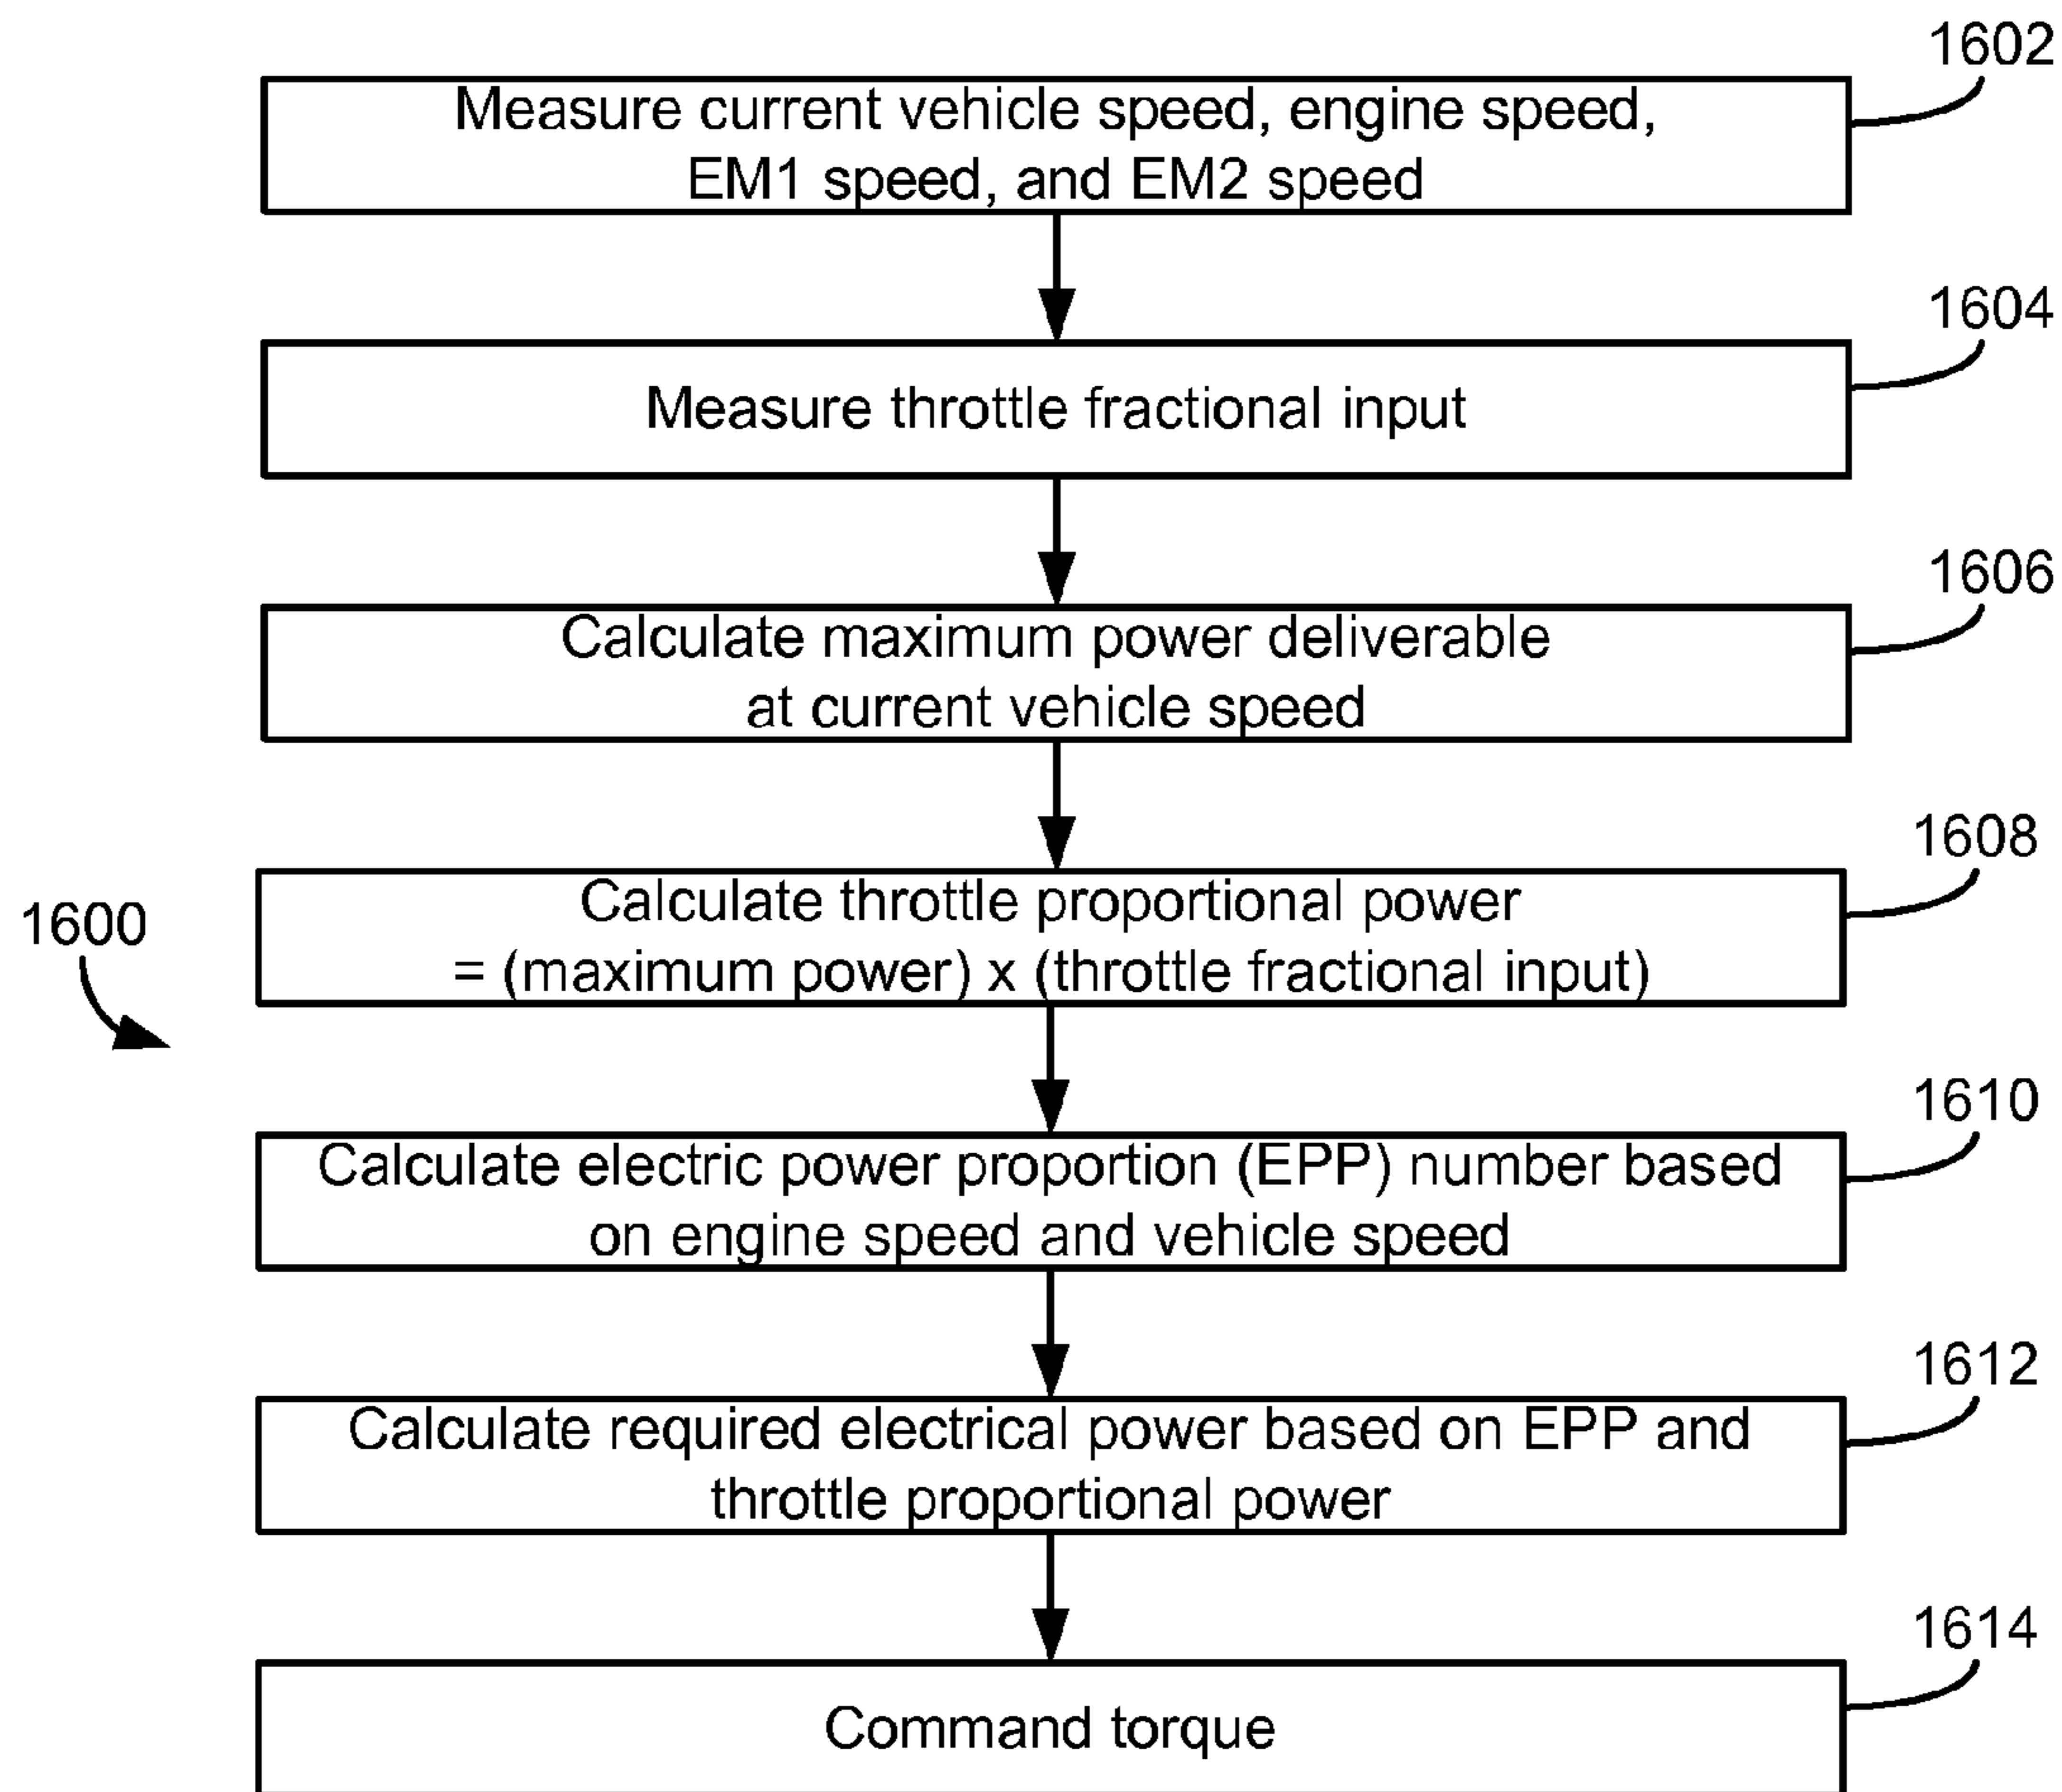 1602
Measure current vehicle speed, engine speed,
EM1 speed, and EM2 speed
1604
Measure throttle fractional input
1606
Calculate maximum power deliverable
at current vehicle speed
1608
Calculate throttle proportional power
= (maximum power) x (throttle fractional input)
1600
1610
Calculate electric power proportion (EPP) number based
on engine speed and vehicle speed
1612
Calculate required electrical power based on EPP and
throttle proportional power
1614
Command torque